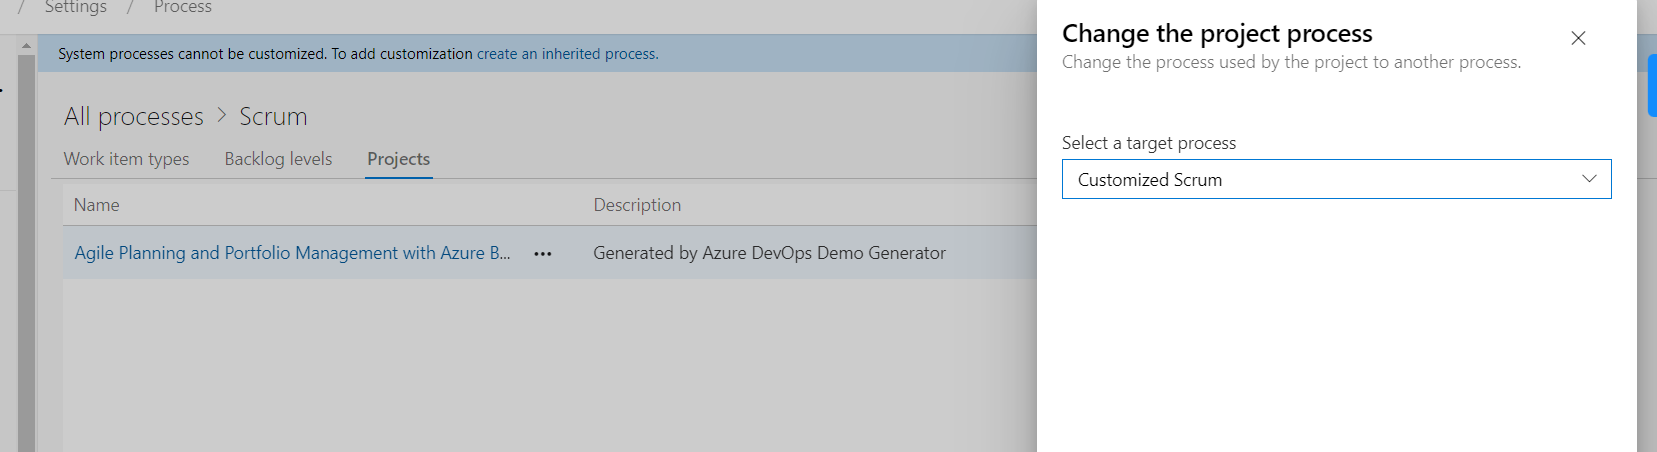 / Settings / Process
System processes cannot be customized. To add customization create an inherited process.
All processes > Scrum
Work item types Backlog levels Projects
Name Description
Agile Planning and Portfolio Management with Azure B... ••• Generated by Azure DevOps Demo Generator
Change the project process
Change the process used by the project to another process.
Select a target process
Customized Scrum